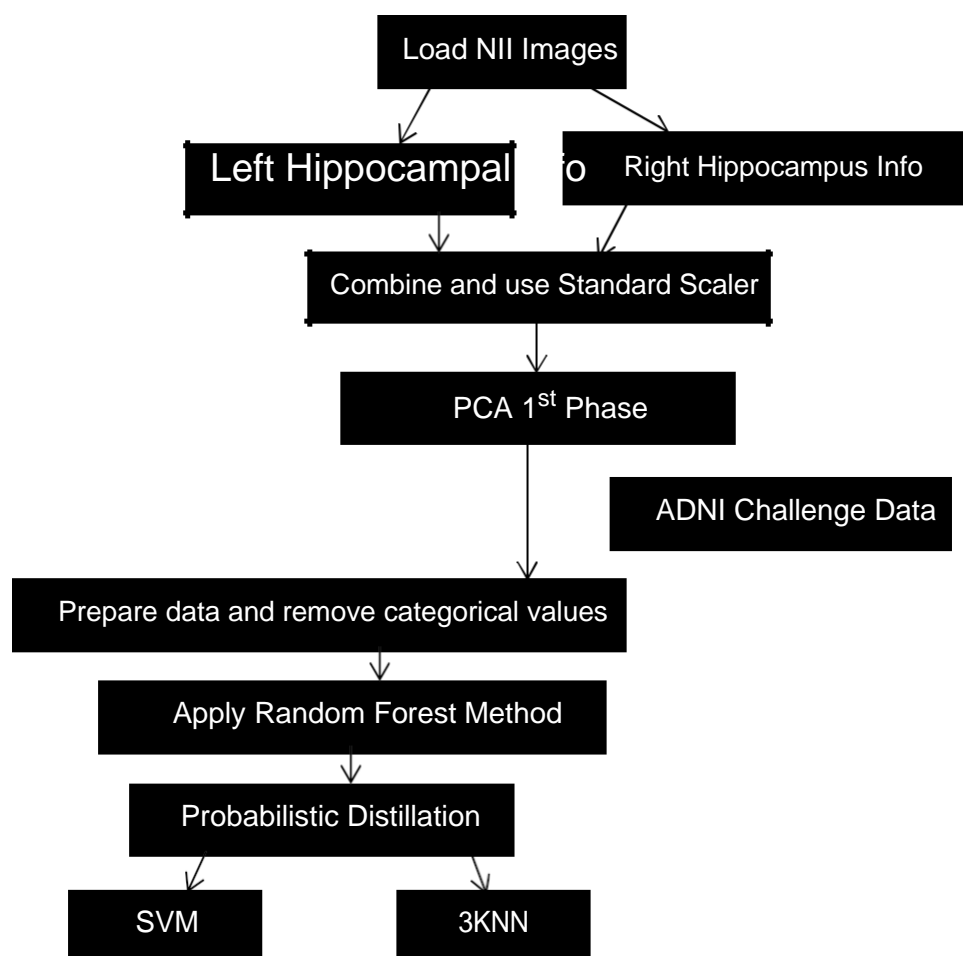 Load NII Images
Left Hippocampal fo
Right Hippocampus Info
Combine and use Standard Scaler
PCA 1st Phase
ADNI Challenge Data
Prepare data and remove categorical values
Apply Random Forest Method
Probabilistic Distillation
SVM
3KNN